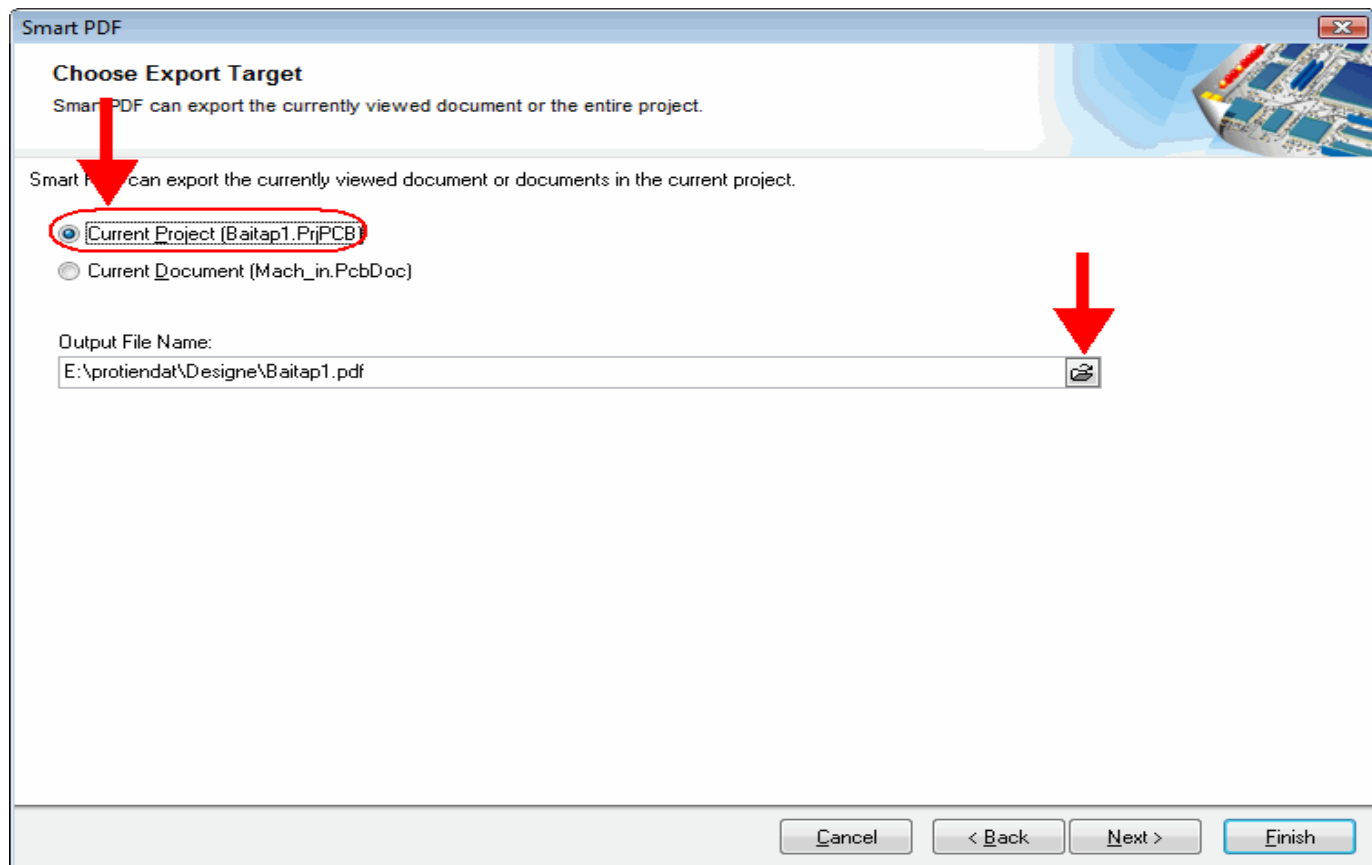 Smart PDF
Choose Export Target
Smart PDF can export the currently viewed document or the entire project.
Smart can export the currently viewed document or documents in the current project.
Current Project (Baitap1.PrjPCB)
Current Document (Mach_in.PcbDoc)
Output File Name:
E:\protiendat\Designe\Baitap1.pdf
Cancel
< Back
Next >
Finish